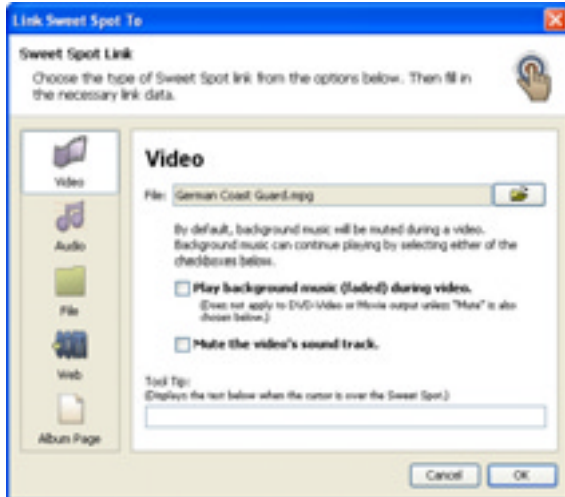 Link Sweet Spot To
Sweet Spot Link
Choose the type of Sweet Spot link from the options below. Then fill in
the necessary link data.
Video
Audio
File
Web
Album Page
Video
File: German Coast Guard.mpg
By default, background music will be muted during a video.
Background music can continue playing by selecting either of the
checkboxes below.
Play background music (faded) during video.
(Does not apply to DVD-Video or Movie output unless "Mute" is also
chosen below.)
Mute the video's sound track.
Tool Tip:
(Displays the text below when the cursor is over the Sweet Spot.)
Cancel
OK